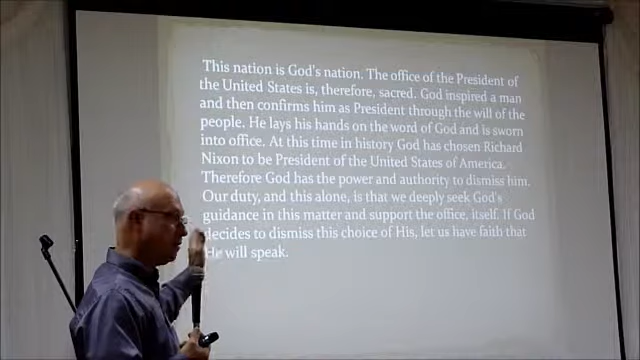 This nation is God's nation. The office of the President of
the United States is, therefore, sacred. God inspired a man
and then confirms him as President through the will of the
people. He lays his hands on the word of God and is sworn
into office. At this time in history God has chosen Richard
Nixon to be President of the United States of America.
Therefore God has the power and authority to dismiss him.
Our duty, and this alone, is that we deeply seek God's
guidance in this matter and support the office, itself. If God
decides to dismiss this choice of His, let us have faith that
He will speak.